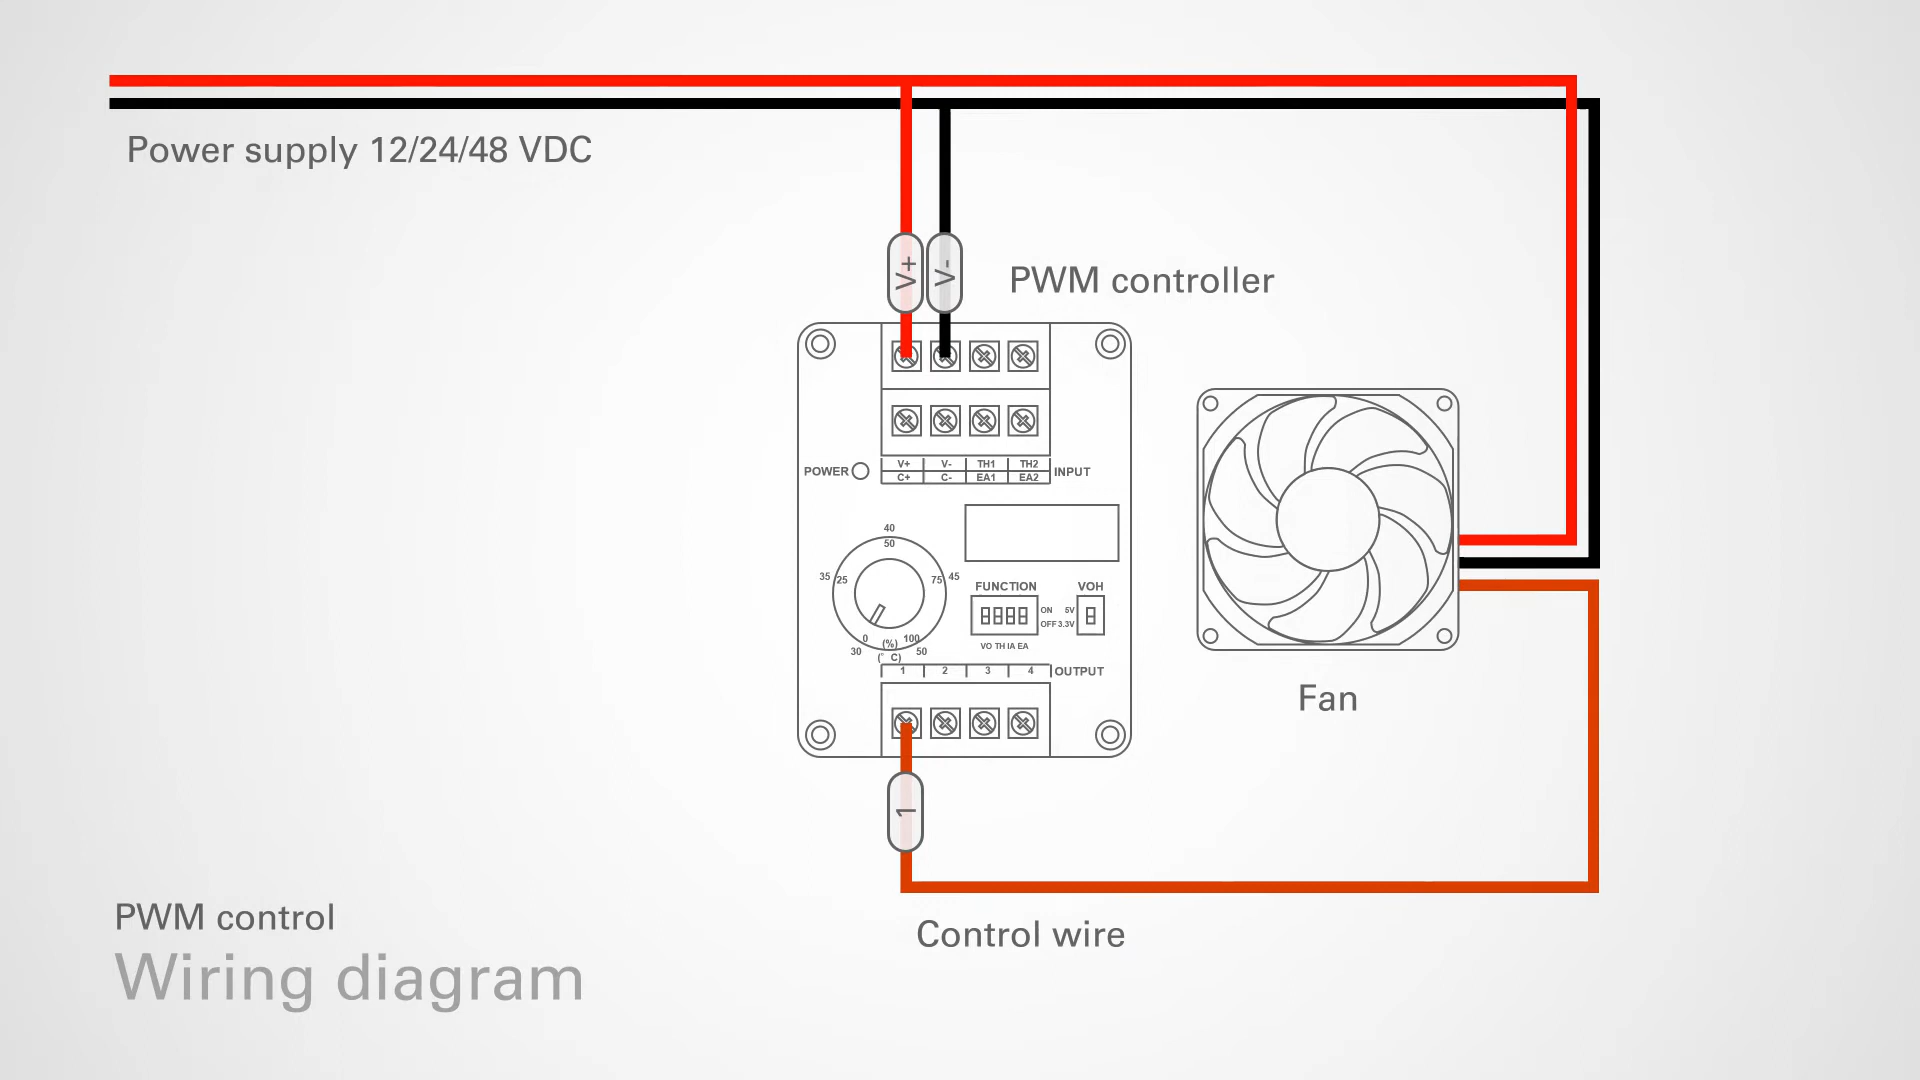 Power supply 12/24/48 VDC
V+ V-
PWM controller
POWER
V+ V- TH1 TH2
C+ C- EA1 EA2
INPUT
40
50
35 25 75 45
0 (%) 100
30 (° C) 50
FUNCTION VOH
ON 5V
OFF 3.3V
VO TH IA EA
1 2 3 4 OUTPUT
Fan
1
Control wire
PWM control
Wiring diagram